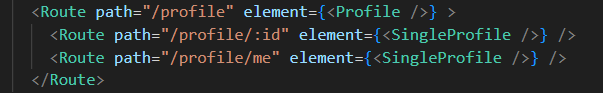 <Route path="/profile" element={<Profile />} >
<Route path="/profile/:id" element={<SingleProfile />} />
<Route path="/profile/me" element={<SingleProfile />} />
</Route>